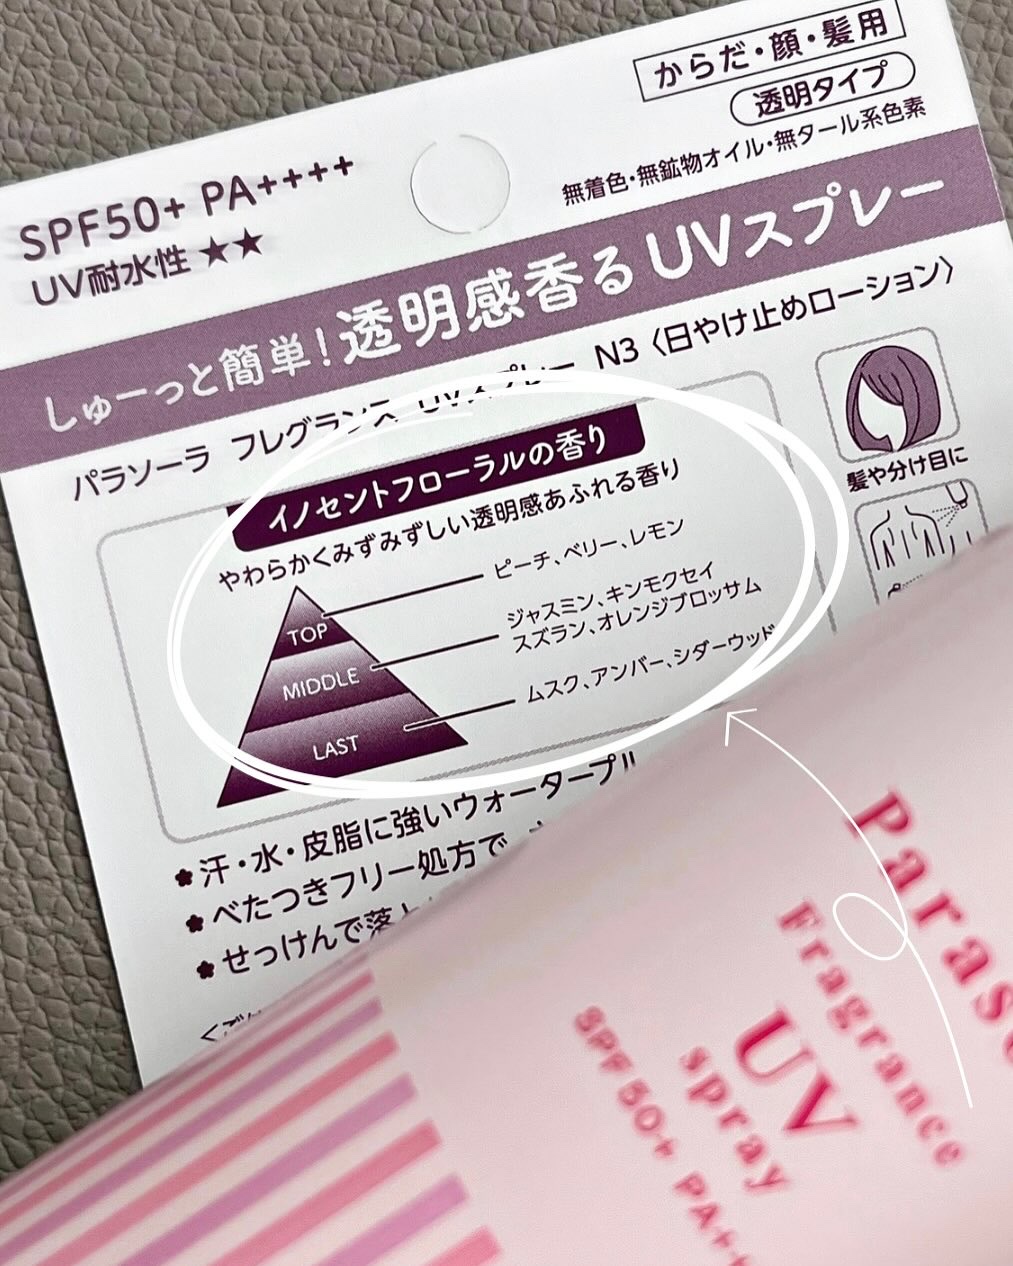 からだ・顔・髪用
透明タイプ
無着色・無鉱物オイル・無タール系色素
SPF50+ PA++++
UV耐水性 ★★
しゅーっと簡単!透明感香るUVスプレー
パラソーラ フレグランス UVスプレー N3〈日やけ止めローション〉
イノセントフローラルの香り
やわらかくみずみずしい透明感あふれる香り
TOP
ピーチ、ベリー、レモン
MIDDLE
ジャスミン、キンモクセイ
スズラン、オレンジブロッサム
LAST
ムスク、アンバー、シダーウッド
髪や分け目に
汗・水・皮脂に強いウォータープル
べたつきフリー処方で
せっけんで落と
Paraso
Fragrance
UV
spray
SPF50+ PA++